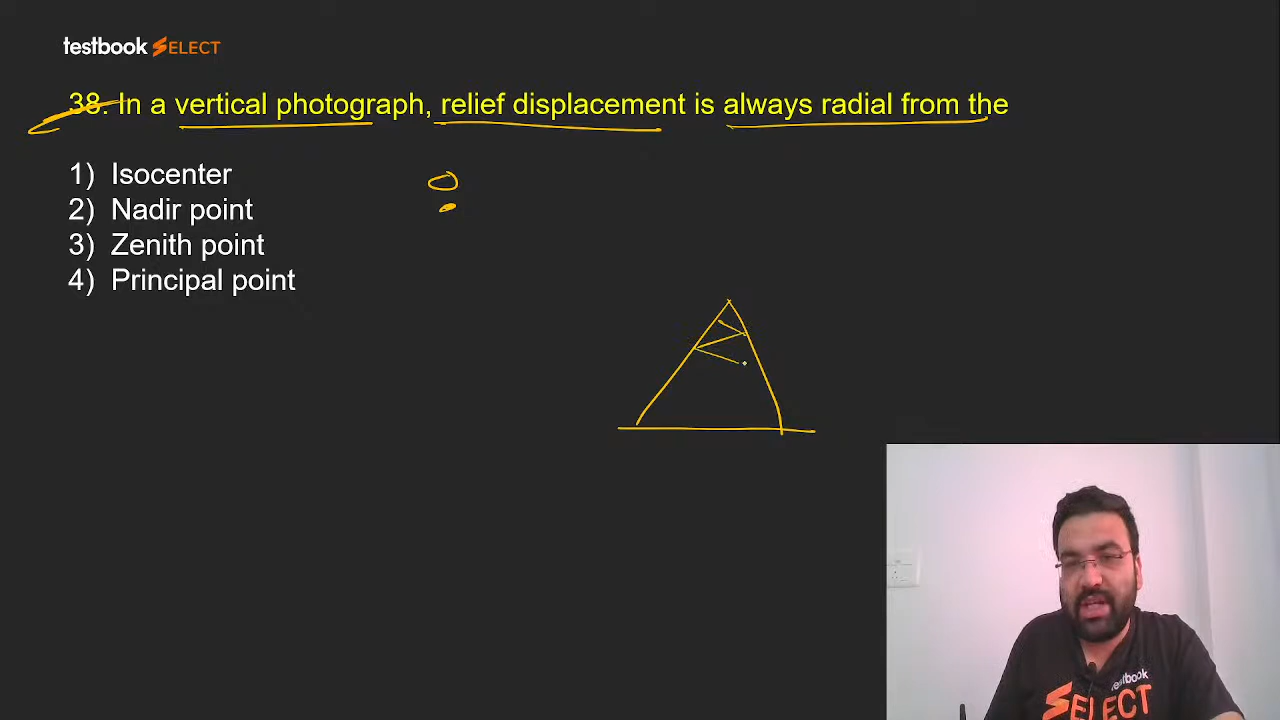 testbook SELECT
38. In a vertical photograph, relief displacement is always radial from the
1) Isocenter
2) Nadir point
3) Zenith point
4) Principal point
testbook
SELECT